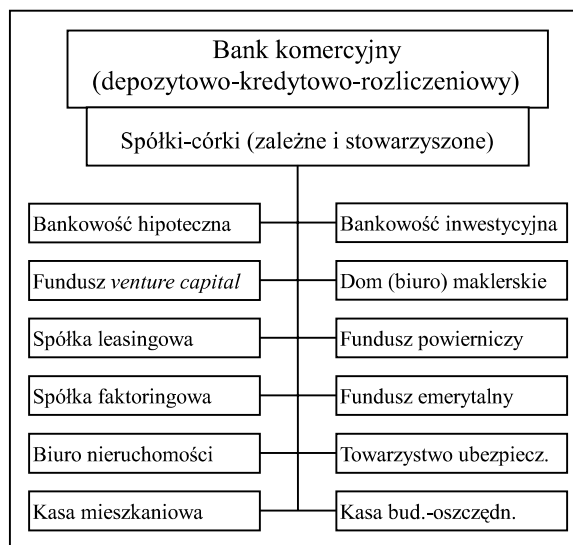 Bank komercyjny
(depozytowo-kredytowo-rozliczeniowy)
Spółki-córki (zależne i stowarzyszone)
Bankowość hipoteczna
Bankowość inwestycyjna
Fundusz venture capital
Dom (biuro) maklerskie
Spółka leasingowa
Fundusz powierniczy
Spółka faktoringowa
Fundusz emerytalny
Biuro nieruchomości
Towarzystwo ubezpiecz.
Kasa mieszkaniowa
Kasa bud.-oszczędn.